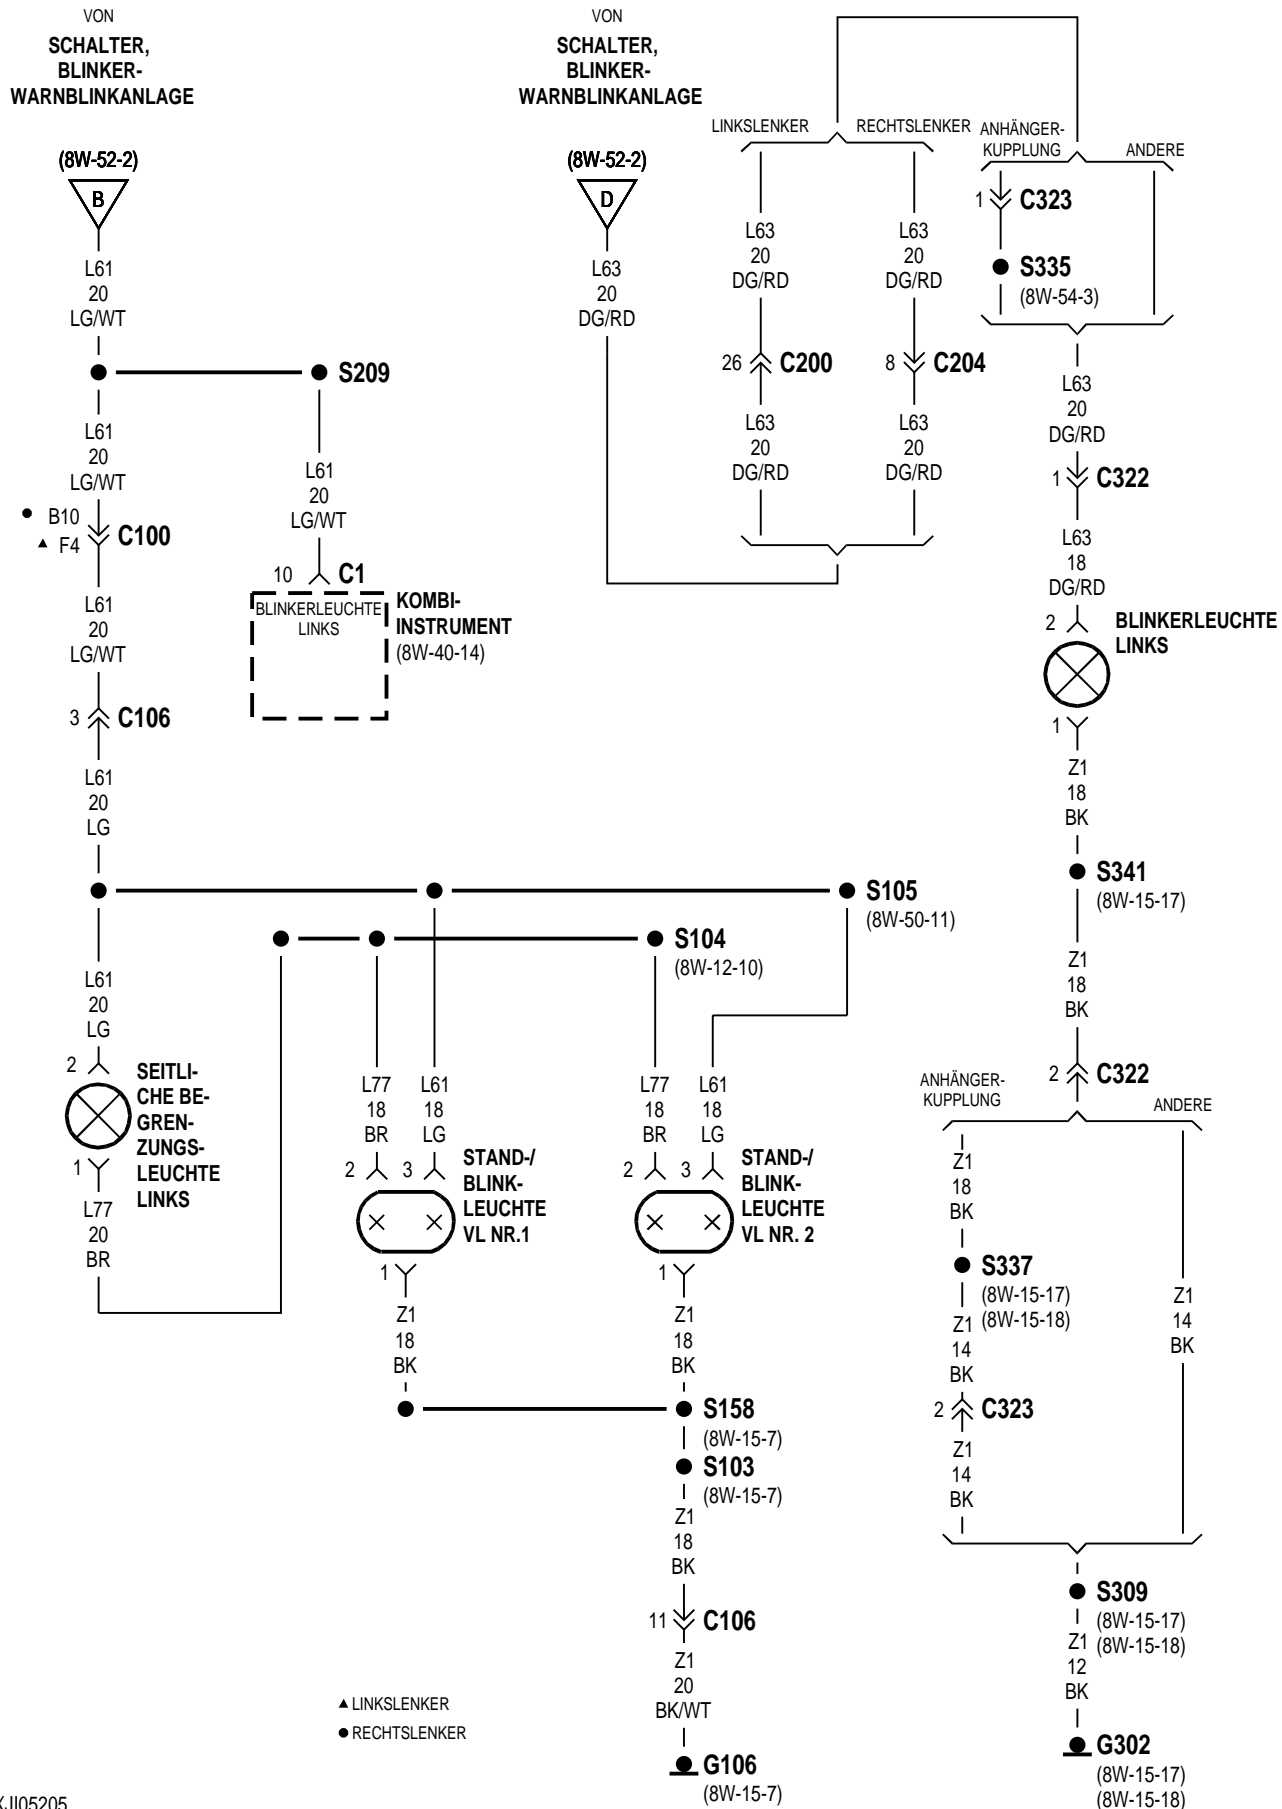 VON
SCHALTER,
BLINKER-
WARNBLINKANLAGE
(8W-52-2)
B
L61
20
LG/WT
S209
L61
20
LG/WT
● B10
▲ F4
C100
L61
20
LG/WT
10
C1
BLINKERLEUCHTE
LINKS
KOMBI-
INSTRUMENT
(8W-40-14)
L61
20
LG/WT
3
C106
L61
20
LG
S105
(8W-50-11)
S104
(8W-12-10)
L61
20
LG
2
SEITLI-
CHE BE-
GREN-
ZUNGS-
LEUCHTE
LINKS
1
L77
20
BR
L77
18
BR
L61
18
LG
2
3
STAND-/
BLINK-
LEUCHTE
VL NR.1
1
Z1
18
BK
L77
18
BR
L61
18
LG
2
3
STAND-/
BLINK-
LEUCHTE
VL NR. 2
1
Z1
18
BK
S158
(8W-15-7)
S103
(8W-15-7)
Z1
18
BK
11
C106
Z1
20
BK/WT
G106
(8W-15-7)
VON
SCHALTER,
BLINKER-
WARNBLINKANLAGE
(8W-52-2)
D
L63
20
DG/RD
LINKSLENKER
RECHTSLENKER
L63
20
DG/RD
26
C200
L63
20
DG/RD
L63
20
DG/RD
8
C204
L63
20
DG/RD
ANHÄNGER-
KUPPLUNG
ANDERE
1
C323
S335
(8W-54-3)
L63
20
DG/RD
1
C322
L63
18
DG/RD
2
BLINKERLEUCHTE
LINKS
1
Z1
18
BK
S341
(8W-15-17)
Z1
18
BK
2
C322
ANHÄNGER-
KUPPLUNG
ANDERE
Z1
18
BK
S337
(8W-15-17)
(8W-15-18)
Z1
14
BK
2
C323
Z1
14
BK
Z1
14
BK
S309
(8W-15-17)
(8W-15-18)
Z1
12
BK
G302
(8W-15-17)
(8W-15-18)
▲ LINKSLENKER
● RECHTSLENKER